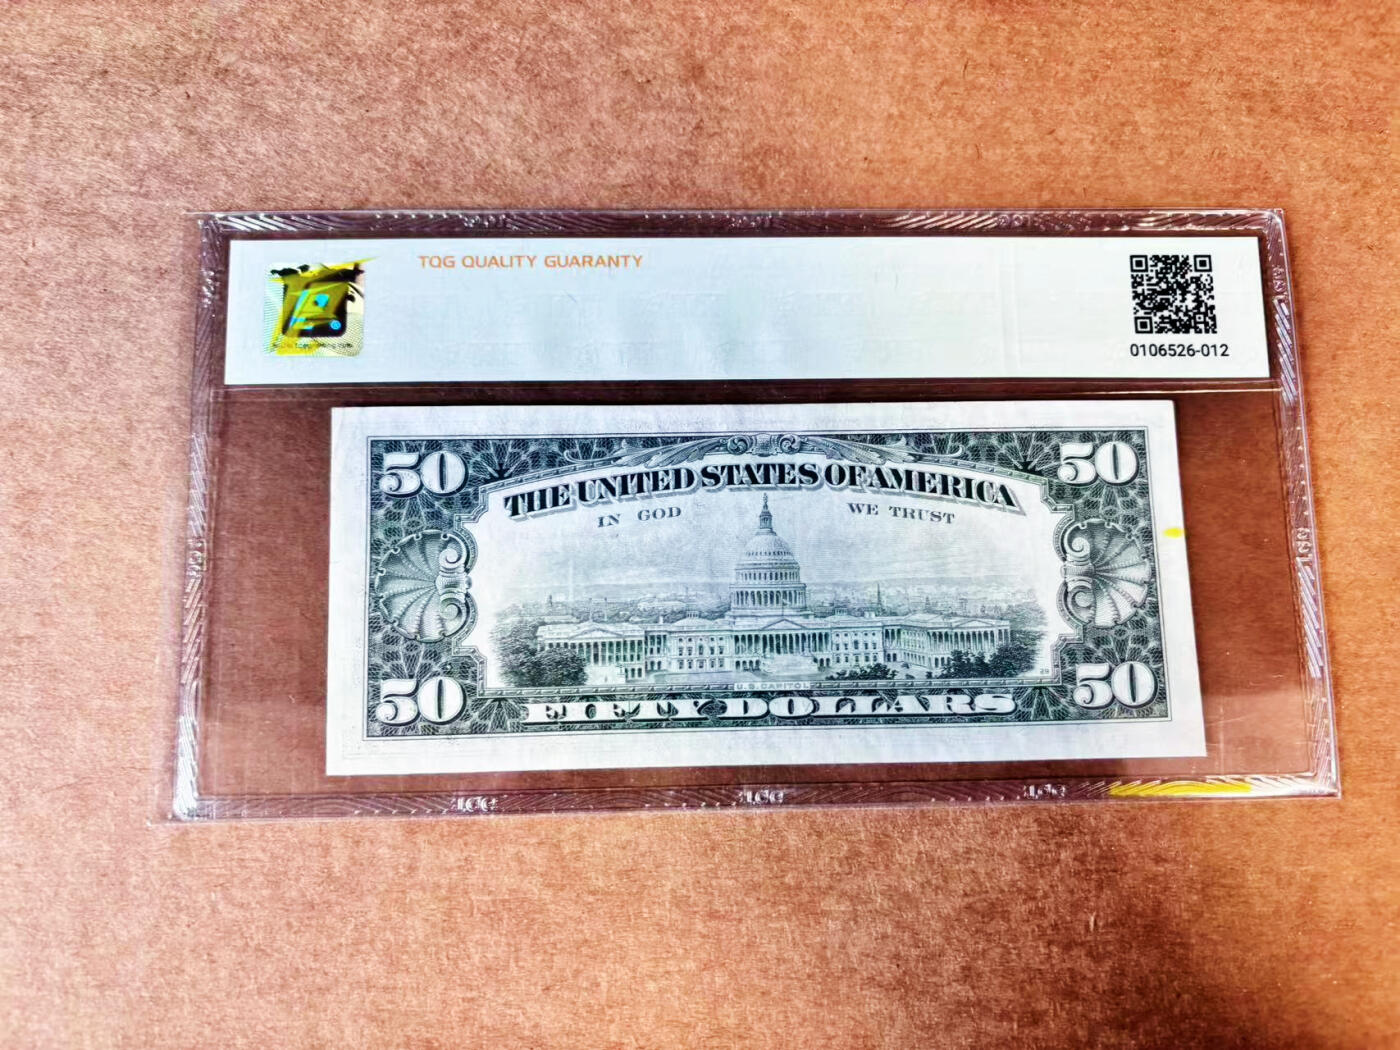 TQG QUALITY GUARANTY
0106526-012
50
50
THE UNITED STATES OF AMERICA
IN GOD WE TRUST
U.S. CAPITOL
50
50
FIFTY DOLLARS